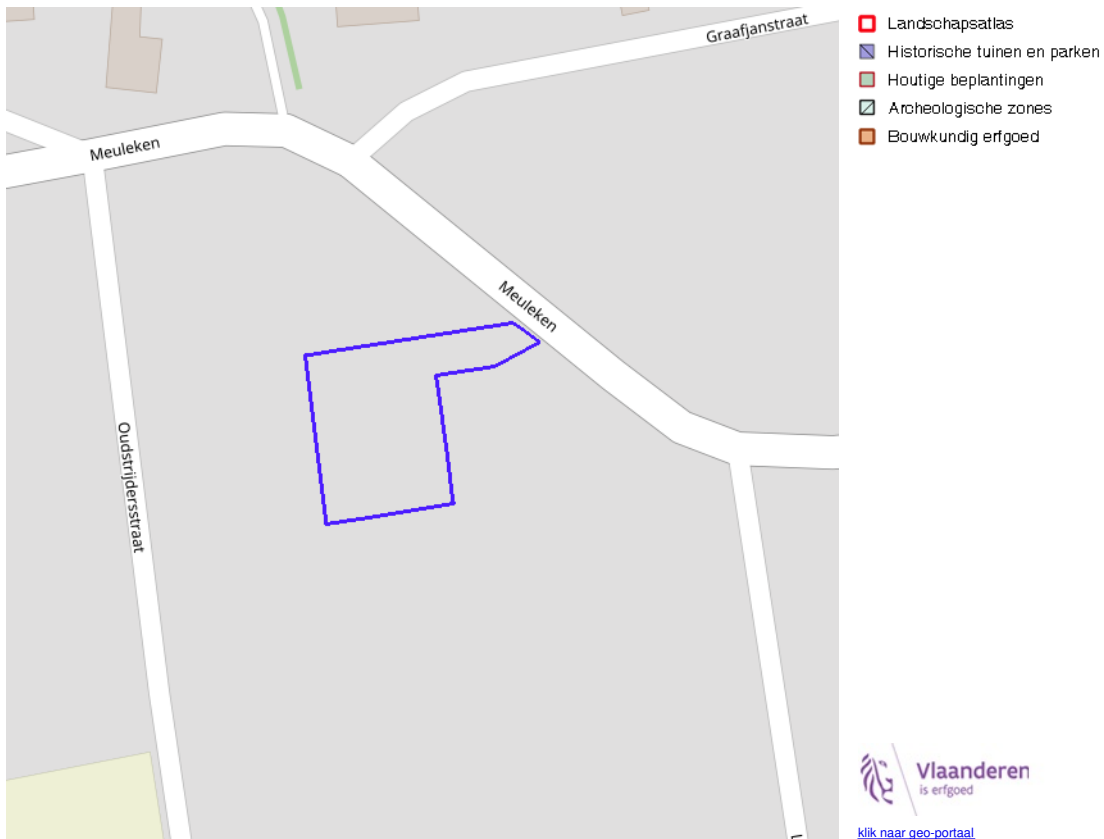 Graafjanstraat
Meuleken
Meuleken
Oudstrijdersstraat
Landschapsatlas
Historische tuinen en parken
Houtige beplantingen
Archeologische zones
Bouwkundig erfgoed
Vlaanderen
is erfgoed
klik naar geo-portaal